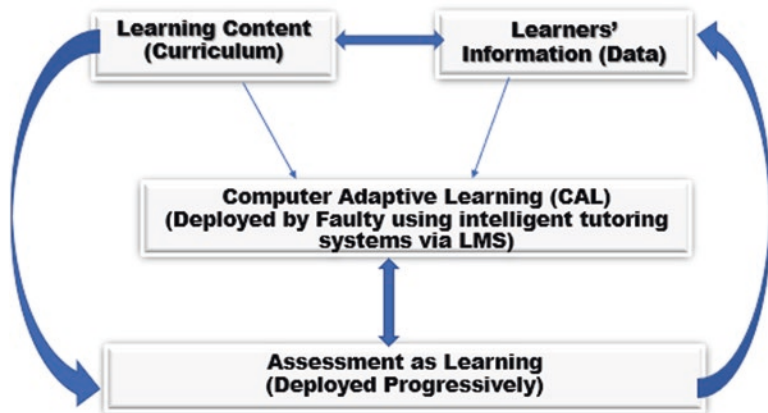 Learning Content
(Curriculum)
Learners'
Information (Data)
Computer Adaptive Learning (CAL)
(Deployed by Faulty using intelligent tutoring
systems via LMS)
Assessment as Learning
(Deployed Progressively)